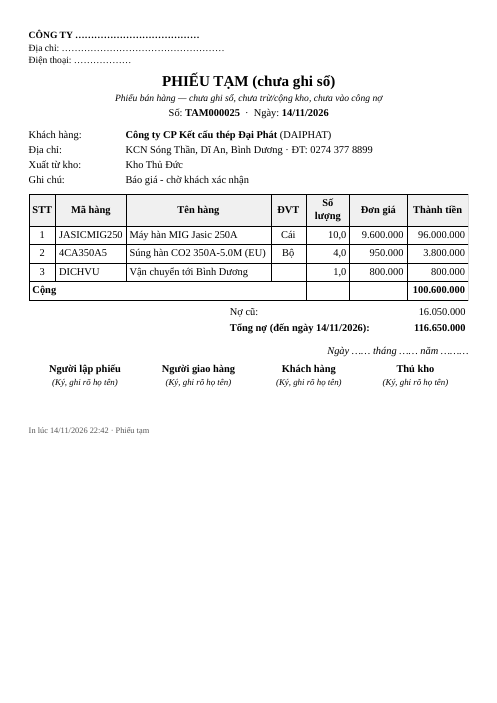 CÔNG TY …………………………………
Địa chỉ: ……………………………………………
Điện thoại: ………………
PHIẾU TẠM (chưa ghi số)
Phiếu bán hàng — chưa ghi số, chưa trừ/cộng kho, chưa vào công nợ
Số: TAM000025 · Ngày: 14/11/2026
Khách hàng: Công ty CP Kết cấu thép Đại Phát (DAIPHAT)
Địa chỉ: KCN Sóng Thần, Dĩ An, Bình Dương · ĐT: 0274 377 8899
Xuất từ kho: Kho Thủ Đức
Ghi chú: Báo giá - chờ khách xác nhận
STT Mã hàng Tên hàng ĐVT Số lượng Đơn giá Thành tiền
1 JASICMIG250 Máy hàn MIG Jasic 250A Cái 10,0 9.600.000 96.000.000
2 4CA350A5 Súng hàn CO2 350A-5.0M (EU) Bộ 4,0 950.000 3.800.000
3 DICHVU Vận chuyển tới Bình Dương 1,0 800.000 800.000
Cộng 100.600.000
Nợ cũ: 16.050.000
Tổng nợ (đến ngày 14/11/2026): 116.650.000
Ngày …… tháng …… năm ………
Người lập phiếu Người giao hàng Khách hàng Thủ kho
(Ký, ghi rõ họ tên) (Ký, ghi rõ họ tên) (Ký, ghi rõ họ tên) (Ký, ghi rõ họ tên)
In lúc 14/11/2026 22:42 · Phiếu tạm